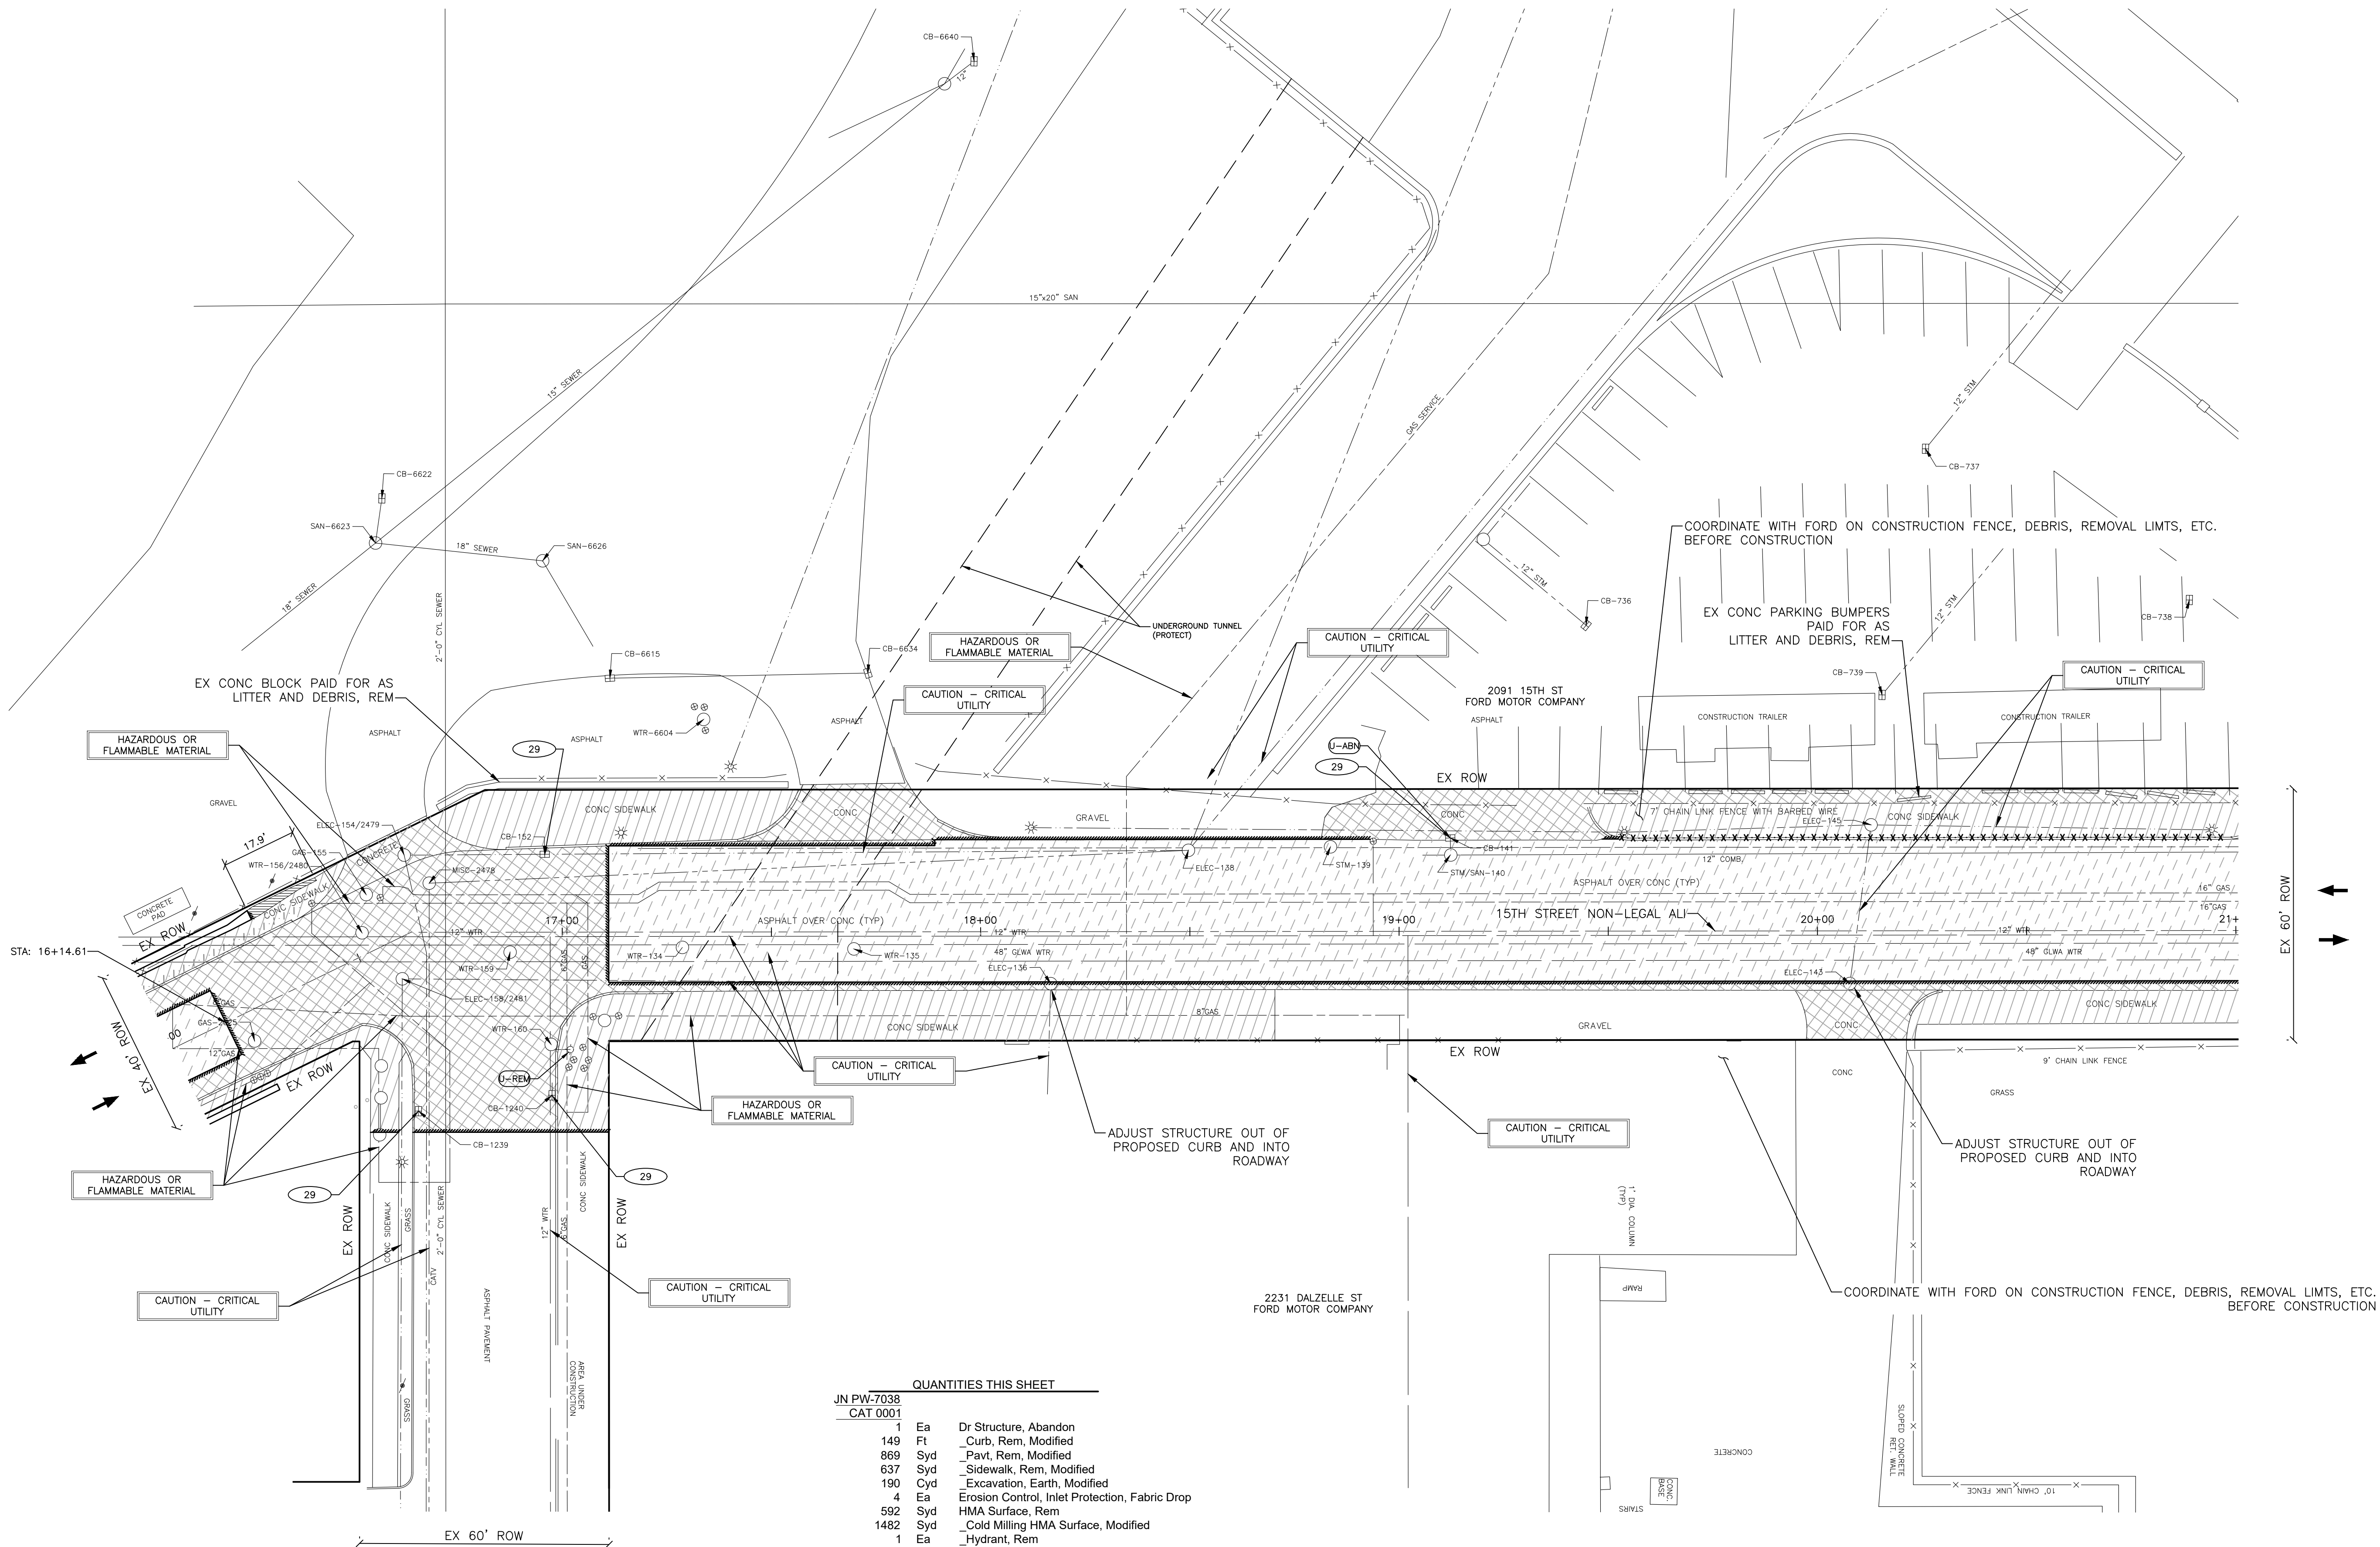 CB-6640
12"
15"x20" SAN
15" SEWER
GAS SERVICE
12" STM
CB-6622
CB-737
SAN-6623
18" SEWER
SAN-6626
COORDINATE WITH FORD ON CONSTRUCTION FENCE, DEBRIS, REMOVAL LIMTS, ETC.
BEFORE CONSTRUCTION
12" STM
18" SEWER
2'-0" CYL SEWER
CB-736
12" STM
CB-738
EX CONC PARKING BUMPERS
PAID FOR AS
LITTER AND DEBRIS, REM
UNDERGROUND TUNNEL
(PROTECT)
HAZARDOUS OR
FLAMMABLE MATERIAL
CAUTION – CRITICAL
UTILITY
CB-6615
CB-6634
CB-739
CAUTION – CRITICAL
UTILITY
EX CONC BLOCK PAID FOR AS
LITTER AND DEBRIS, REM
CAUTION – CRITICAL
UTILITY
2091 15TH ST
FORD MOTOR COMPANY
CONSTRUCTION TRAILER
CONSTRUCTION TRAILER
ASPHALT
WTR-6604
ASPHALT
ASPHALT
ASPHALT
HAZARDOUS OR
FLAMMABLE MATERIAL
29
U-ABN
29
EX ROW
GRAVEL
CONC SIDEWALK
CONC
GRAVEL
CONC
7' CHAIN LINK FENCE WITH BARBED WIRE
ELEC-145
CONC SIDEWALK
ELEC-154/2479
17.9'
CB-152
GAS-155
CONCRETE
WTR-156/2480
MISC-2478
ELEC-138
STM-139
CB-141
STM/SAN-140
12" COMB.
ASPHALT OVER CONC (TYP)
16" GAS
16"GAS
CONCRETE
PAD
CONC SIDEWALK
EX ROW
17+00
ASPHALT OVER CONC (TYP)
18+00
19+00
15TH STREET NON-LEGAL ALI
20+00
21+
EX 60' ROW
12" WTR
12" WTR
12" WTR
STA: 16+14.61
WTR-159
6"GAS
GAS
WTR-134
WTR-135
48" GLWA WTR
48" GLWA WTR
ELEC-136
ELEC-143
ELEC-158/2481
00
12"GAS
WTR-160
CONC SIDEWALK
8"GAS
GRAVEL
CONC
CONC SIDEWALK
EX 40' ROW
EX ROW
U-REM
CAUTION – CRITICAL
UTILITY
EX ROW
CONC
9' CHAIN LINK FENCE
GRASS
CB-1240
HAZARDOUS OR
FLAMMABLE MATERIAL
CB-1239
ADJUST STRUCTURE OUT OF
PROPOSED CURB AND INTO
ROADWAY
CAUTION – CRITICAL
UTILITY
ADJUST STRUCTURE OUT OF
PROPOSED CURB AND INTO
ROADWAY
HAZARDOUS OR
FLAMMABLE MATERIAL
29
29
EX ROW
CONC SIDEWALK
GRASS
CATV
2'-0" CYL SEWER
12" WTR
6"GAS
CONC SIDEWALK
EX ROW
1' DIA. COLUMN
(TYP)
CAUTION – CRITICAL
UTILITY
CAUTION – CRITICAL
UTILITY
ASPHALT PAVEMENT
2231 DALZELLE ST
FORD MOTOR COMPANY
RAMP
COORDINATE WITH FORD ON CONSTRUCTION FENCE, DEBRIS, REMOVAL LIMTS, ETC.
BEFORE CONSTRUCTION
AREA UNDER
CONSTRUCTION
GRASS
CONCRETE
SLOPED CONCRETE
RET. WALL
CONC.
BASE
STAIRS
10' CHAIN LINK FENCE
EX 60' ROW
QUANTITIES THIS SHEET
JN PW-7038
CAT 0001
1 Ea Dr Structure, Abandon
149 Ft _Curb, Rem, Modified
869 Syd _Pavt, Rem, Modified
637 Syd _Sidewalk, Rem, Modified
190 Cyd _Excavation, Earth, Modified
4 Ea Erosion Control, Inlet Protection, Fabric Drop
592 Syd HMA Surface, Rem
1482 Syd _Cold Milling HMA Surface, Modified
1 Ea _Hydrant, Rem